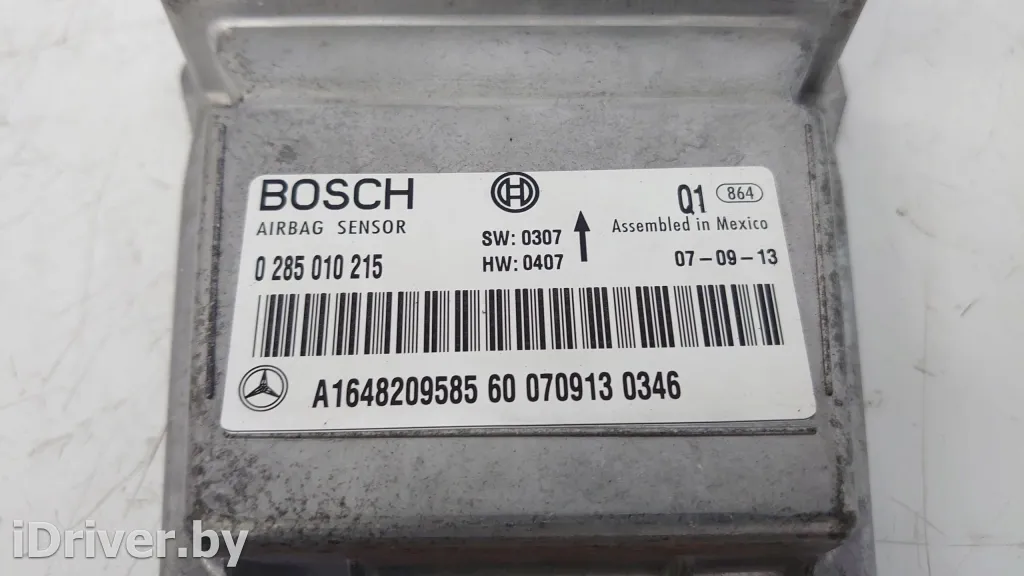 BOSCH
Q1 864
AIRBAG SENSOR
SW: 0307
Assembled in Mexico
0 285 010 215
HW: 0407
07-09-13
A1648209585 60 070913 0346
iDriver.by